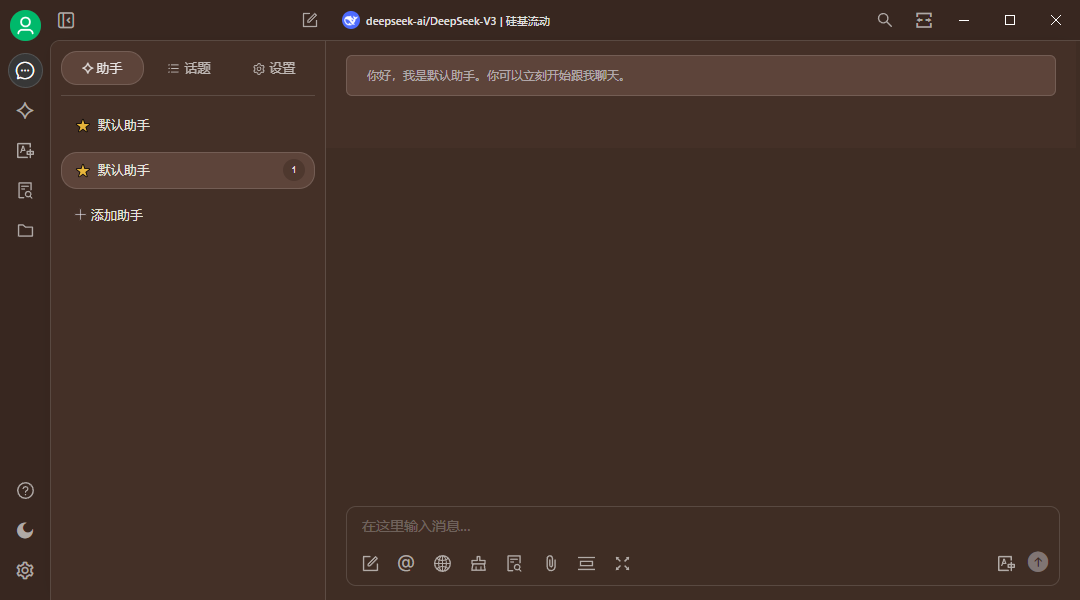 deepseek-ai/DeepSeek-V3 | 硅基流动
助手
话题
设置
默认助手
默认助手
1
添加助手
你好，我是默认助手。你可以立刻开始跟我聊天。
在这里输入消息...